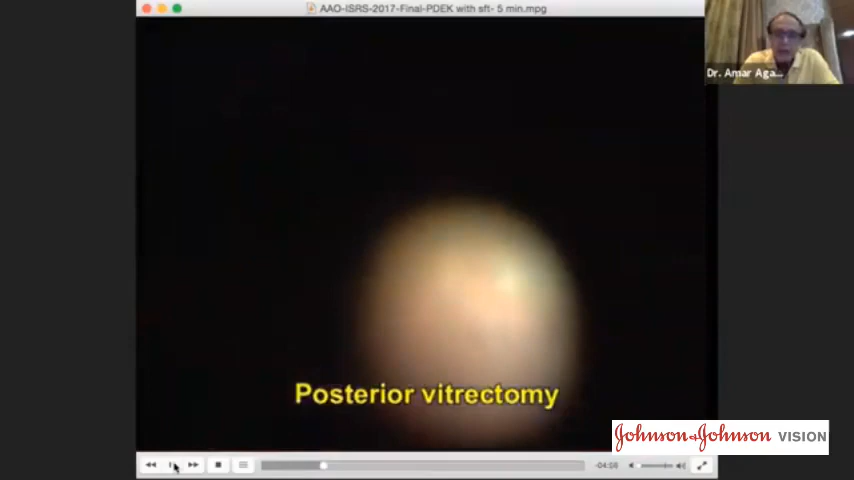 AAO-ISRS-2017-Final-PDEK with sft- 5 min.mpg
Dr. Amar Aga...
Posterior vitrectomy
Johnson & Johnson VISION
-04:58